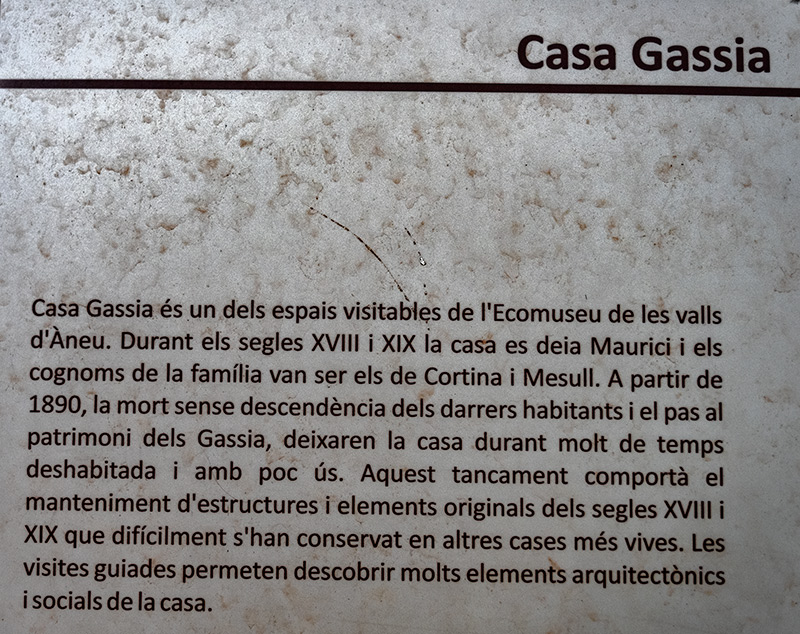 Casa Gassia
Casa Gassia és un dels espais visitables de l'Ecomuseu de les valls
d'Àneu. Durant els segles XVIII i XIX la casa es deia Maurici i els
cognoms de la família van ser els de Cortina i Mesull. A partir de
1890, la mort sense descendència dels darrers habitants i el pas al
patrimoni dels Gassia, deixaren la casa durant molt de temps
deshabitada i amb poc ús. Aquest tancament comportà el
manteniment d'estructures i elements originals dels segles XVIII i
XIX que difícilment s'han conservat en altres cases més vives. Les
visites guiades permeten descobrir molts elements arquitectònics
i socials de la casa.